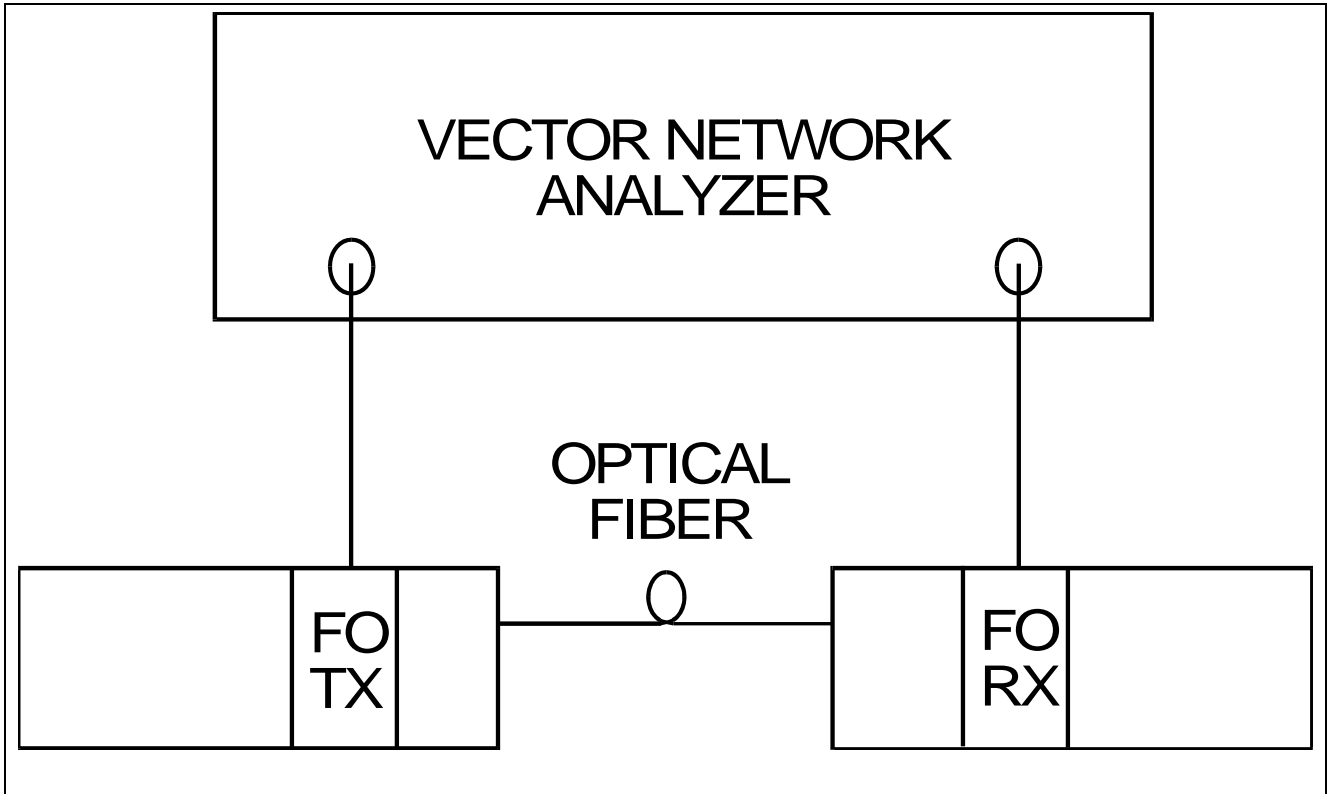 VECTOR NETWORK
ANALYZER
OPTICAL
FIBER
FO
TX
FO
RX